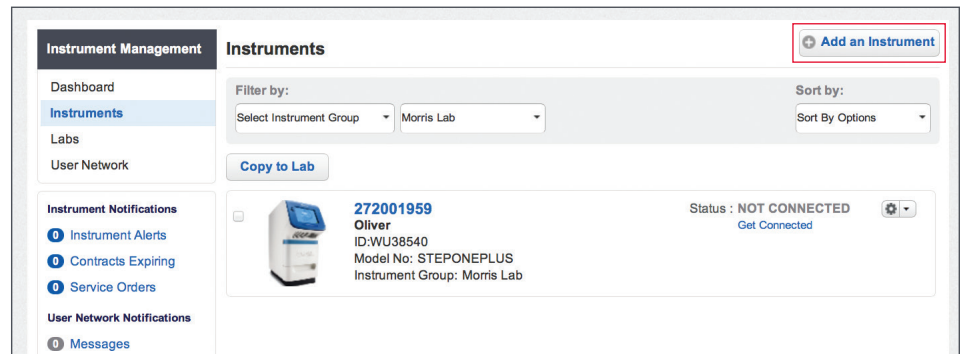 Instrument Management
Dashboard
Instruments
Labs
User Network
Instrument Notifications
0 Instrument Alerts
0 Contracts Expiring
0 Service Orders
User Network Notifications
0 Messages
Instruments
Add an Instrument
Filter by:
Sort by:
Select Instrument Group
Morris Lab
Sort By Options
Copy to Lab
272001959
Oliver
ID:WU38540
Model No: STEPONEPLUS
Instrument Group: Morris Lab
Status : NOT CONNECTED
Get Connected